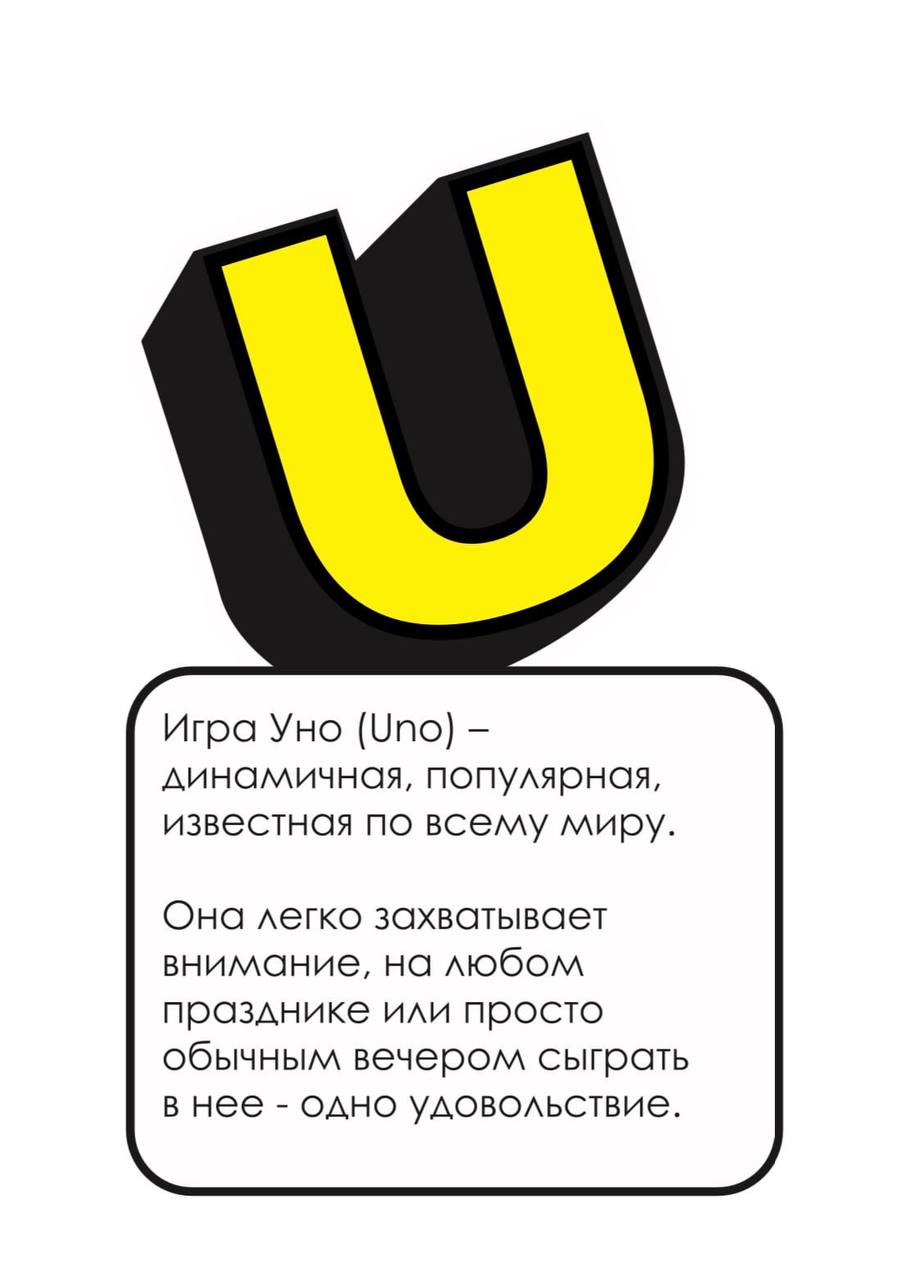 U
Игра Уно (Uno) –
динамичная, популярная,
известная по всему миру.
Она легко захватывает
внимание, на любом
празднике или просто
обычным вечером сыграть
в нее - одно удовольствие.